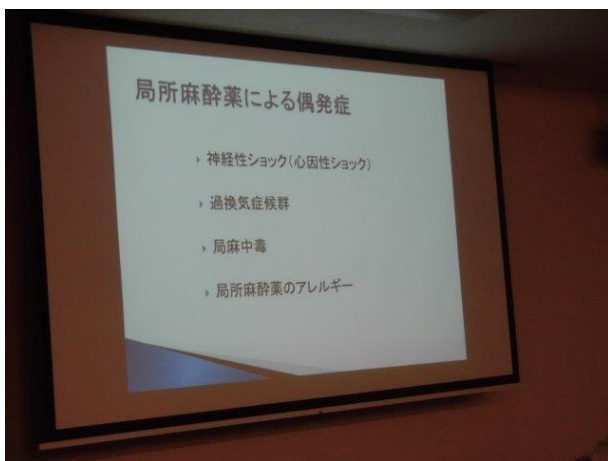 局所麻酔薬による偶発症
神経性ショック(心因性ショック)
過換気症候群
局麻中毒
局所麻酔薬のアレルギー